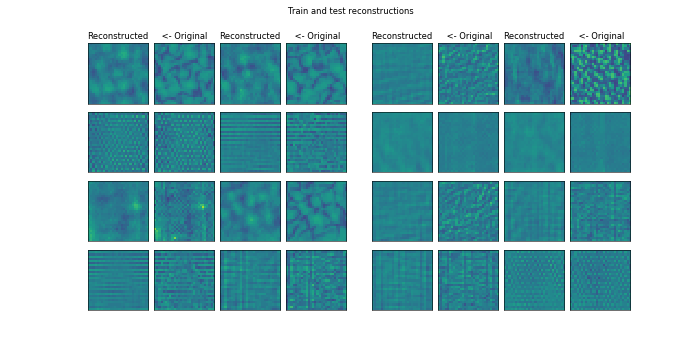 Train and test reconstructions
Reconstructed <- Original Reconstructed <- Original Reconstructed <- Original Reconstructed <- Original